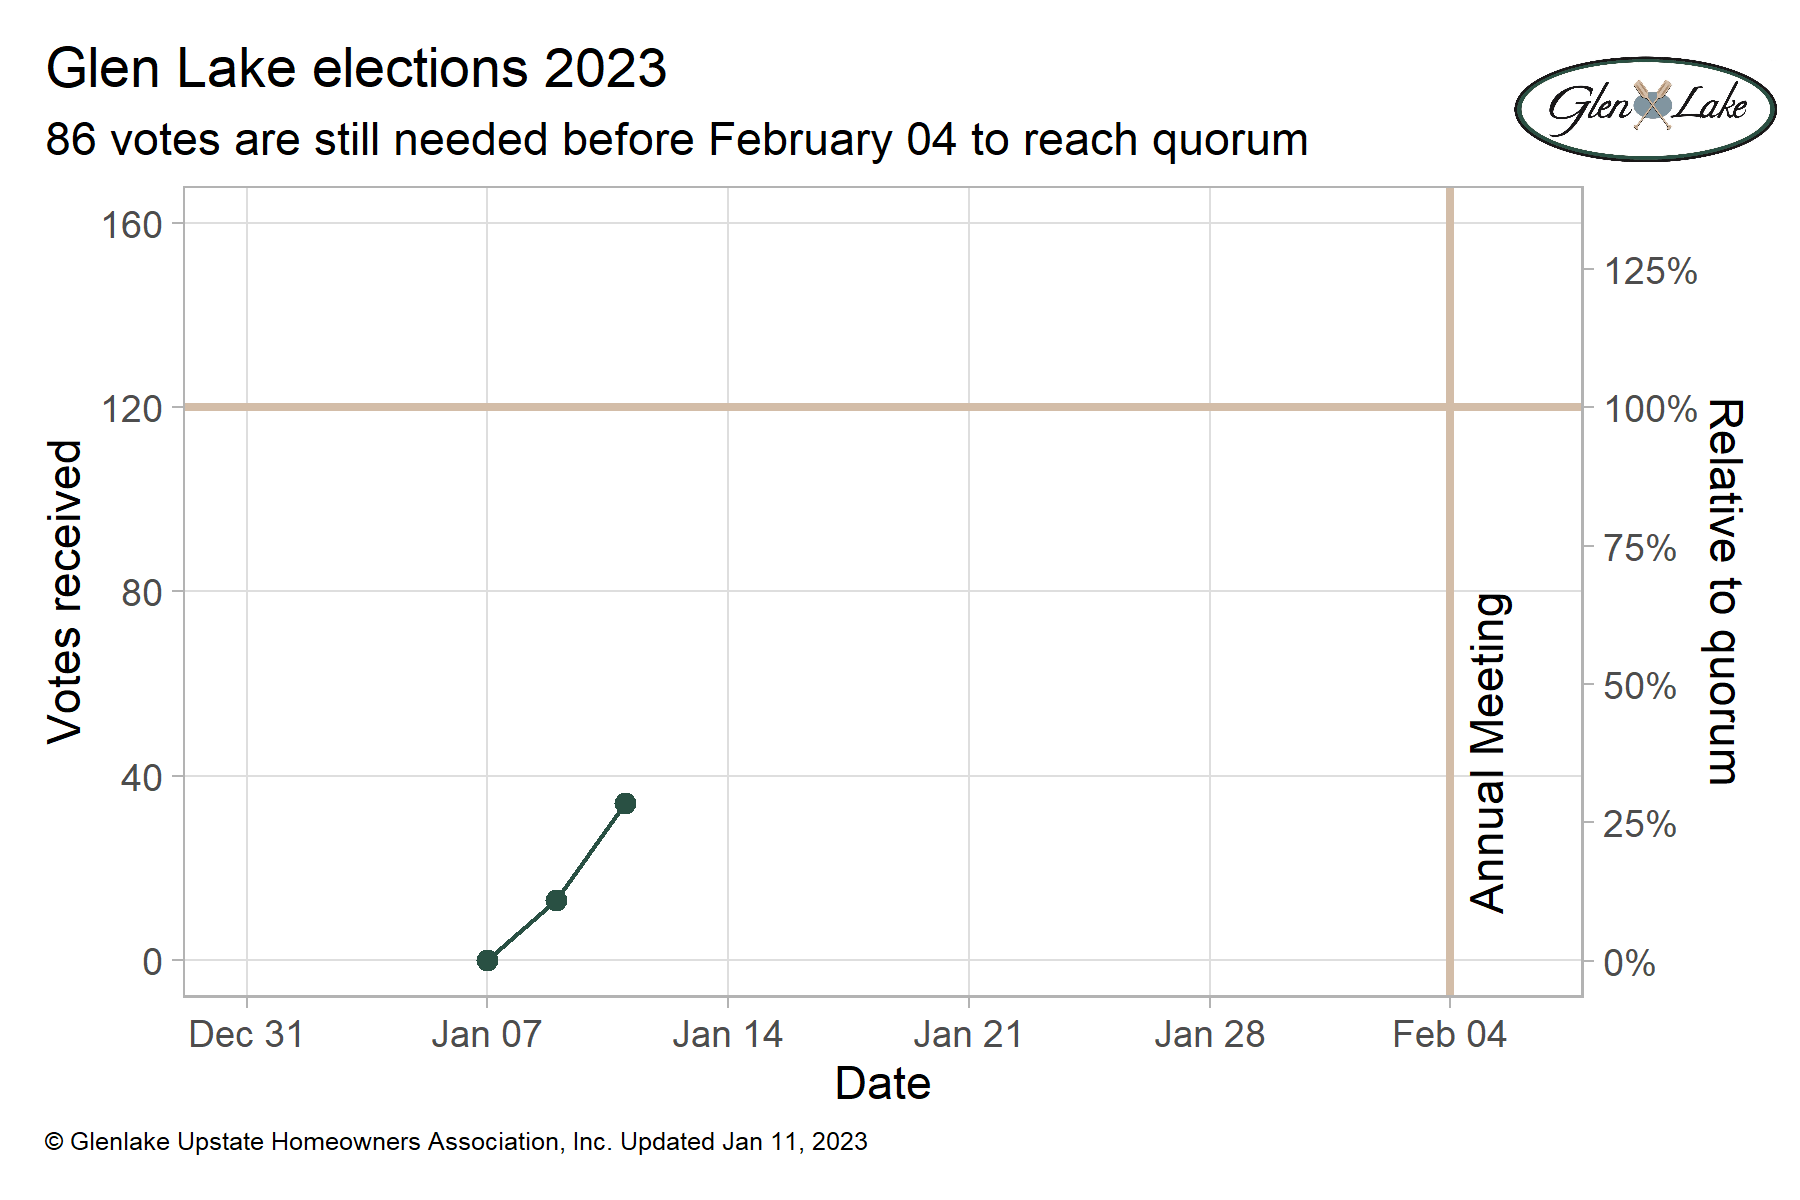 Glen Lake elections 2023
86 votes are still needed before February 04 to reach quorum
Glen Lake
160
120
80
40
0
Votes received
125%
100%
75%
50%
25%
0%
Relative to quorum
Annual Meeting
Dec 31
Jan 07
Jan 14
Jan 21
Jan 28
Feb 04
Date
© Glenlake Upstate Homeowners Association, Inc. Updated Jan 11, 2023